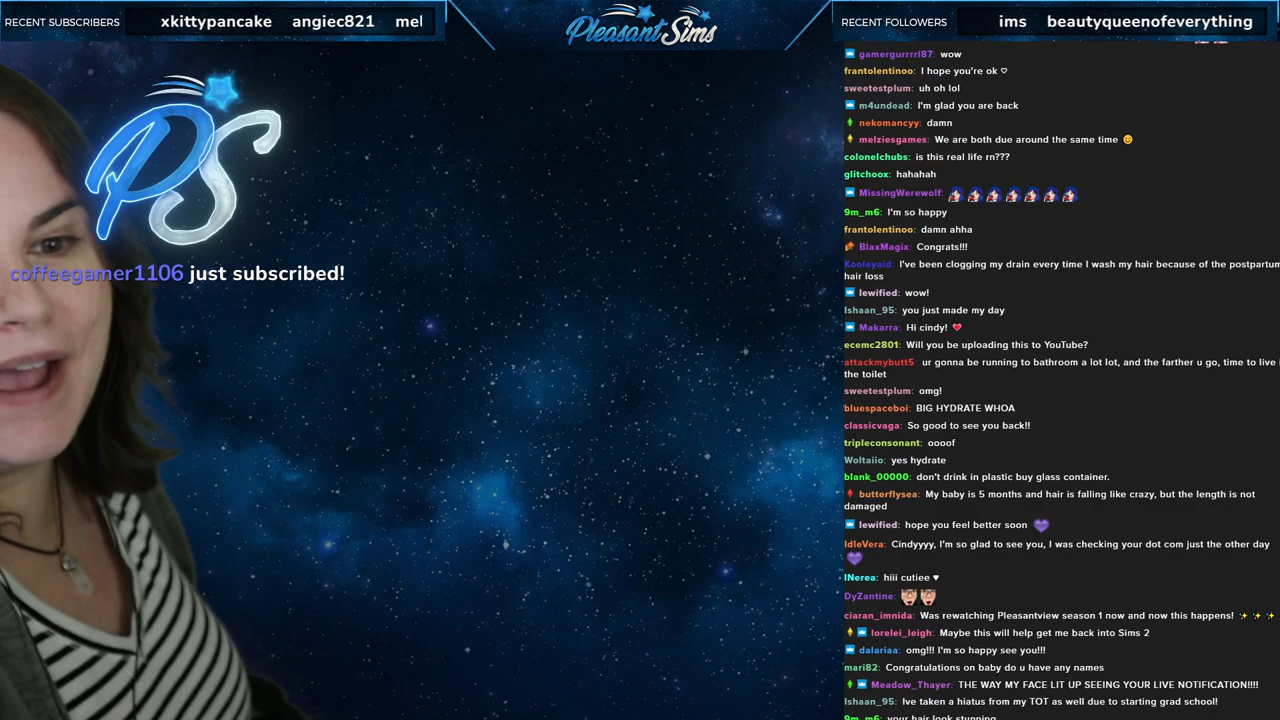 RECENT SUBSCRIBERS xkittypancake angiec821 mel
PleasantSims
RECENT FOLLOWERS ims beautyqueenofeverything
PS
coffeegamer1106 just subscribed!
gamergurrrrl87: wow
frantolentinoo: I hope you're ok ♡
sweetestplum: uh oh lol
m4undead: I'm glad you are back
nekomancyy: damn
melziesgames: We are both due around the same time 😊
colonelchubs: is this real life rn???
glitchoox: hahahah
MissingWerewolf:
9m_m6: I'm so happy
frantolentinoo: damn ahha
BlaxMagix: Congrats!!!
Kooleyaid: I've been clogging my drain every time I wash my hair because of the postpartum
hair loss
lewified: wow!
Ishaan_95: you just made my day
Makarra: Hi cindy! ❤️
ecemc2801: Will you be uploading this to YouTube?
attackmybutt5: ur gonna be running to bathroom a lot lot, and the farther u go, time to live
the toilet
sweetestplum: omg!
bluespaceboi: BIG HYDRATE WHOA
classicvaga: So good to see you back!!
tripleconsonant: oooof
Woltaiio: yes hydrate
blank_00000: don't drink in plastic buy glass container.
butterflysea: My baby is 5 months and hair is falling like crazy, but the length is not
damaged
lewified: hope you feel better soon 💜
IdleVera: Cindyyyy, I'm so glad to see you, I was checking your dot com just the other day
💜
INerea: hiii cutiee ♥
DyZantine:
ciaran_imnida: Was rewatching Pleasantview season 1 now and now this happens! ✨ ✨ ✨
lorelei_leigh: Maybe this will help get me back into Sims 2
dalariaa: omg!!! I'm so happy see you!!!
mari82: Congratulations on baby do u have any names
Meadow_Thayer: THE WAY MY FACE LIT UP SEEING YOUR LIVE NOTIFICATION!!!!
Ishaan_95: Ive taken a hiatus from my TOT as well due to starting grad school!
9m_m6: your hair look stunning